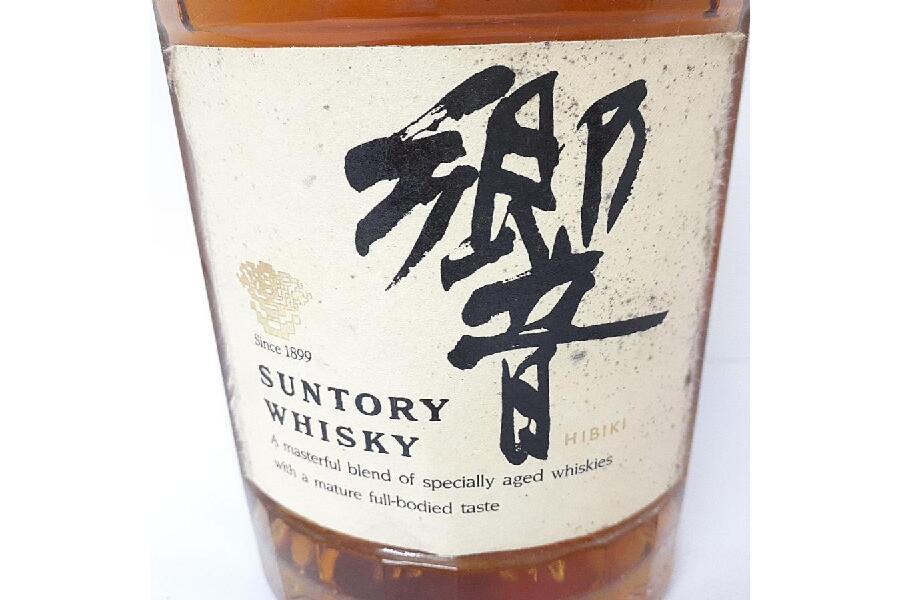 響
Since 1899
SUNTORY
WHISKY
HIBIKI
A masterful blend of specially aged whiskies
with a mature full-bodied taste